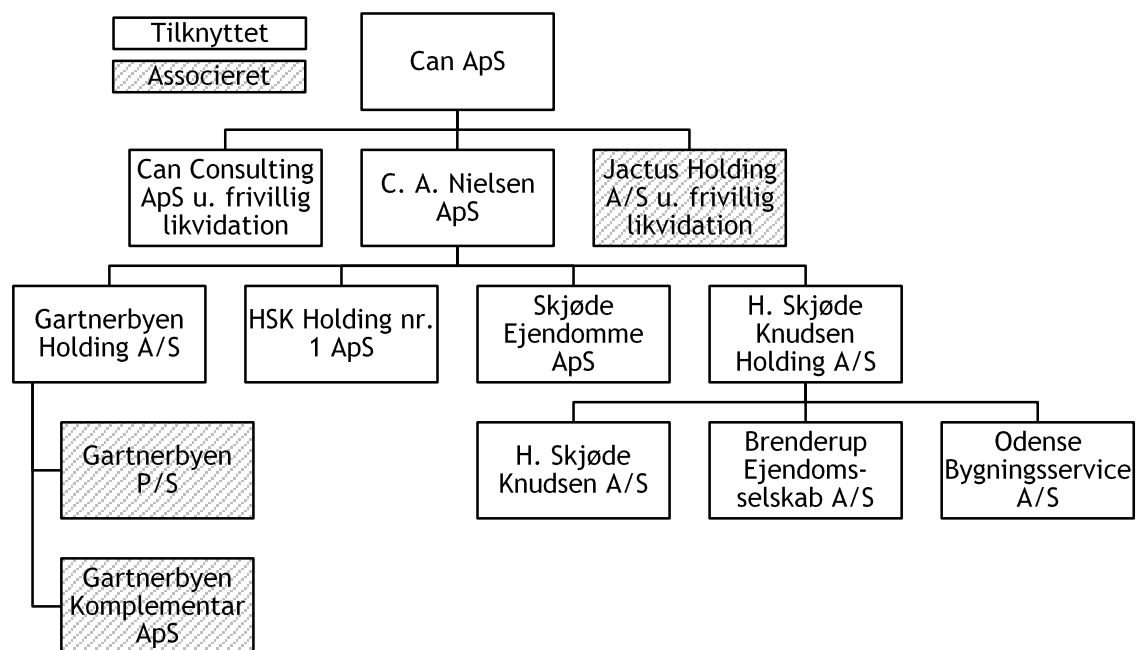 Tilknyttet
Associeret
Can ApS
Can Consulting
ApS u. frivillig
likvidation
C. A. Nielsen
ApS
Jactus Holding
A/S u. frivillig
likvidation
Gartnerbyen
Holding A/S
HSK Holding nr.
1 ApS
Skjøde
Ejendomme
ApS
H. Skjøde
Knudsen
Holding A/S
Gartnerbyen
P/S
H. Skjøde
Knudsen A/S
Brenderup
Ejendoms-
selskab A/S
Odense
Bygningsservice
A/S
Gartnerbyen
Komplementar
ApS